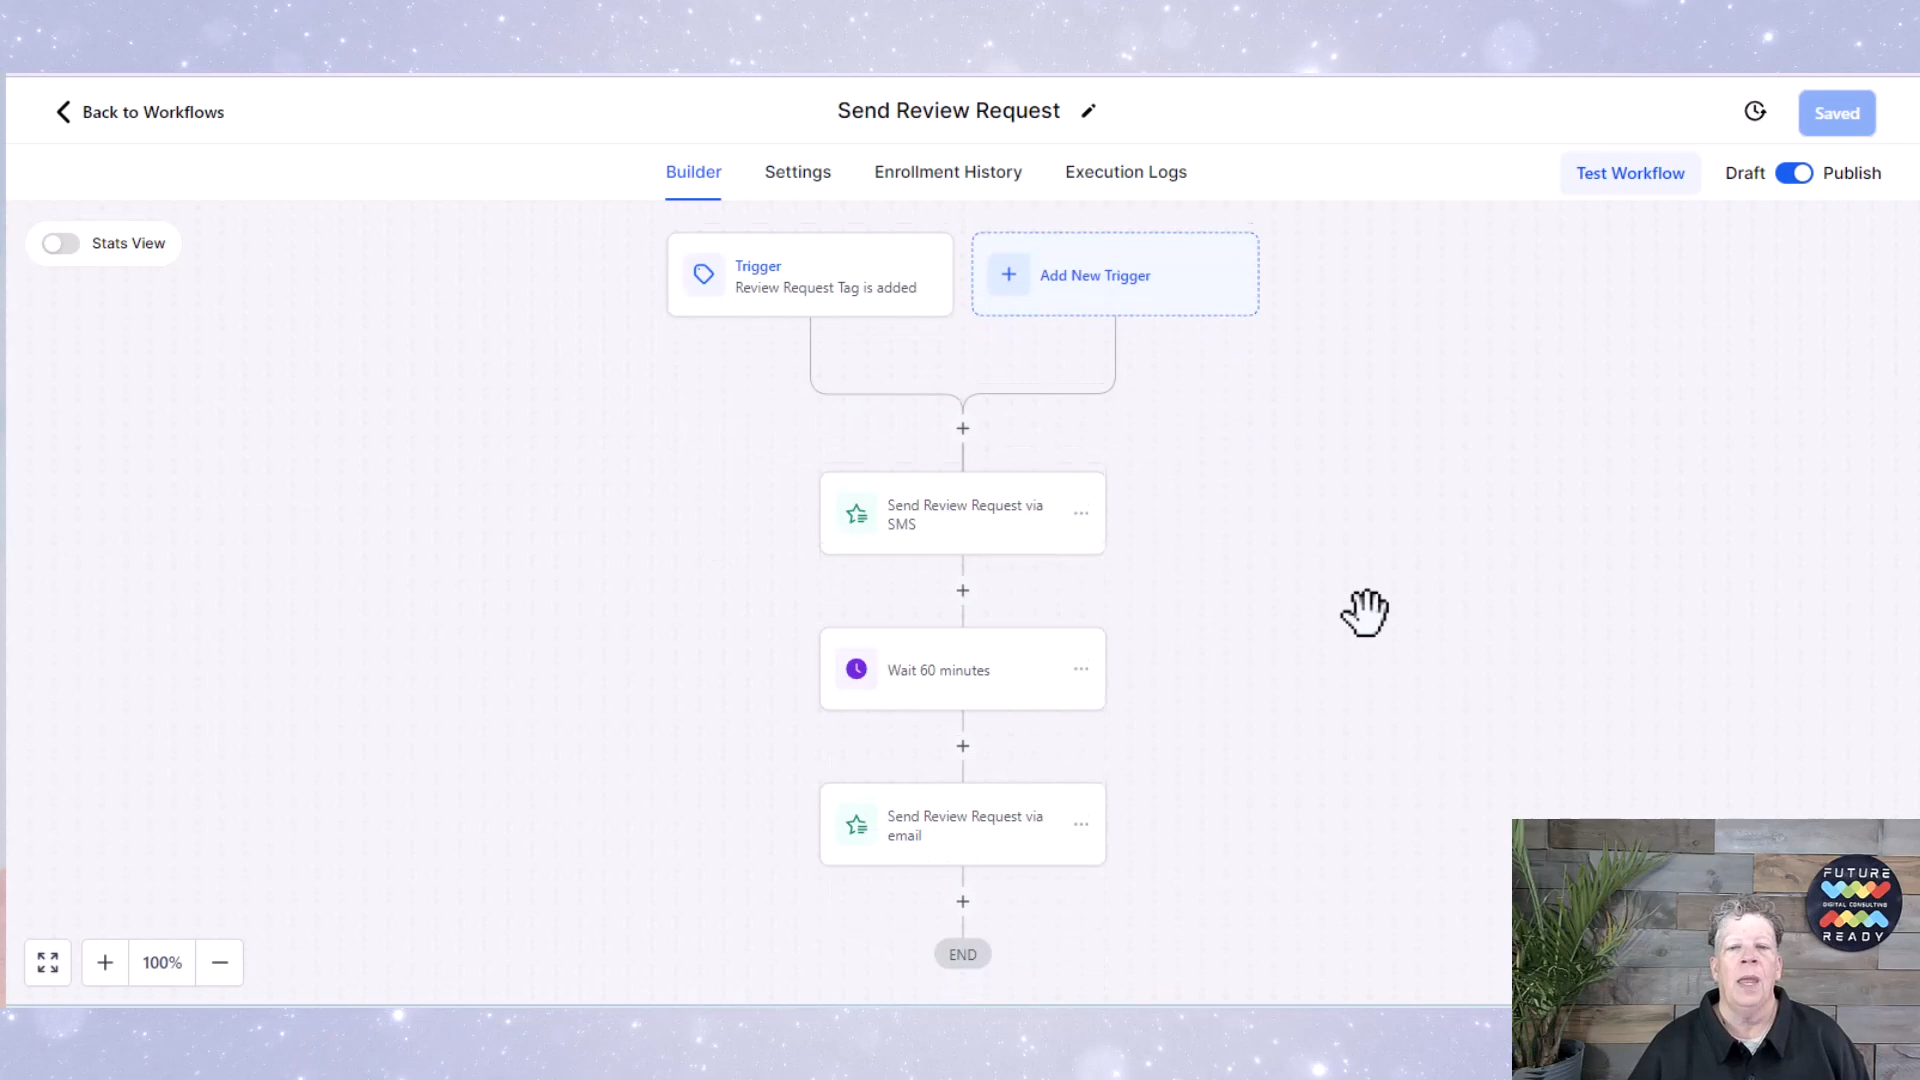 Back to Workflows
Send Review Request
Saved
Builder
Settings
Enrollment History
Execution Logs
Test Workflow
Draft
Publish
Stats View
Trigger
Review Request Tag is added
Add New Trigger
Send Review Request via
SMS
Wait 60 minutes
Send Review Request via
email
END
100%
FUTURE
DIGITAL CONSULTING
READY